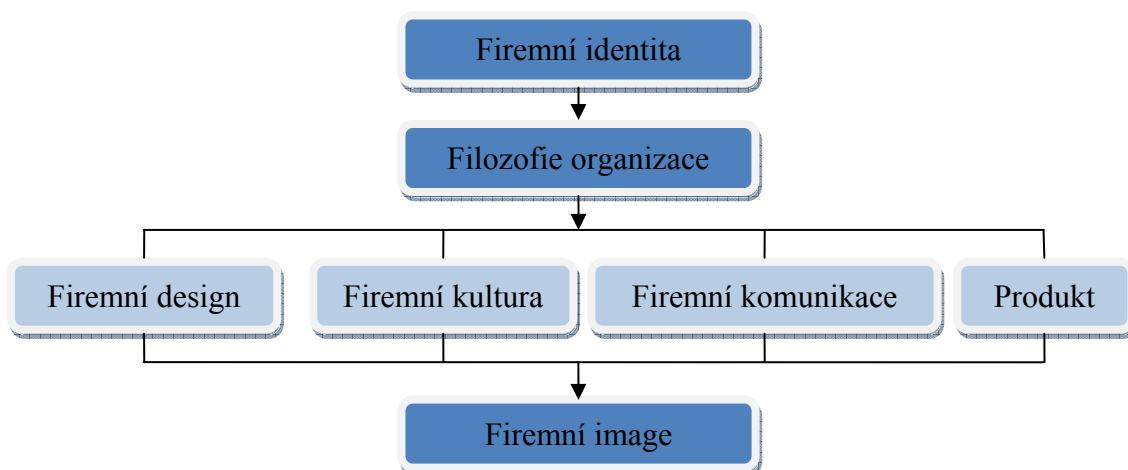 Firemní identita
Filozofie organizace
Firemní design
Firemní kultura
Firemní komunikace
Produkt
Firemní image